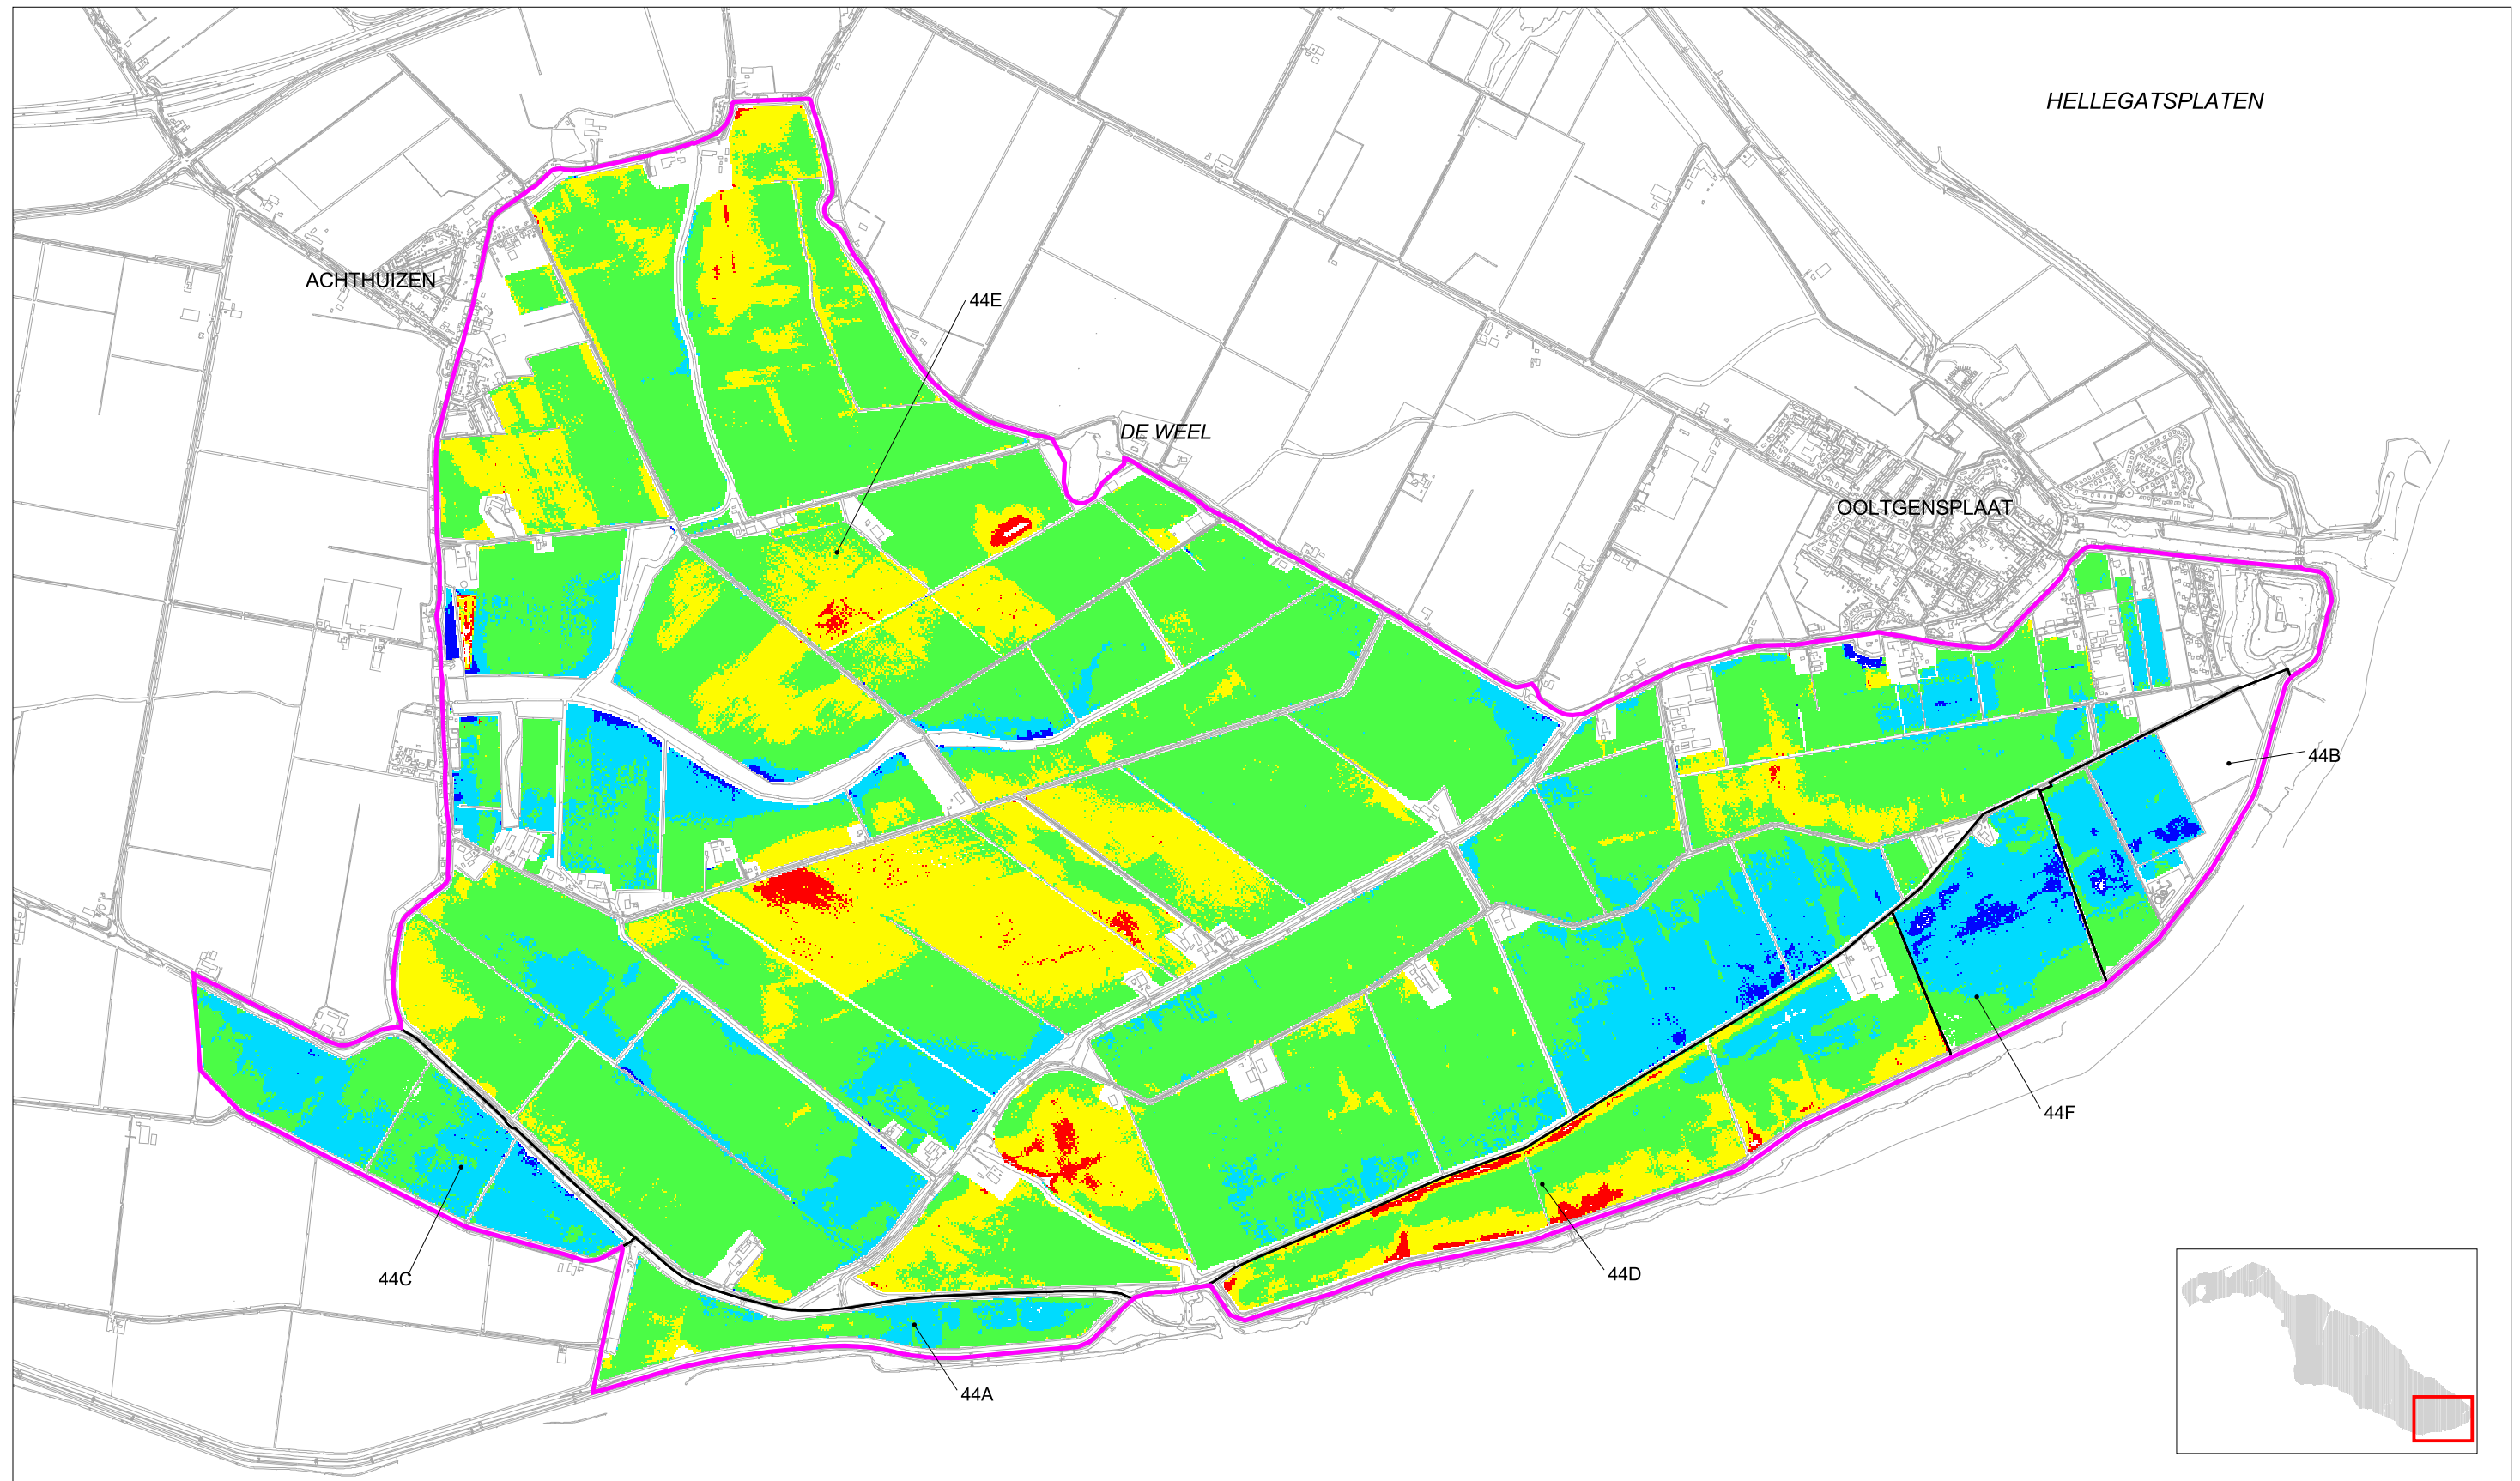 HELLEGATSPLATEN
ACHTHUIZEN
44E
DE WEEL
OOLTGENSPLAAT
44B
44F
44C
44D
44A